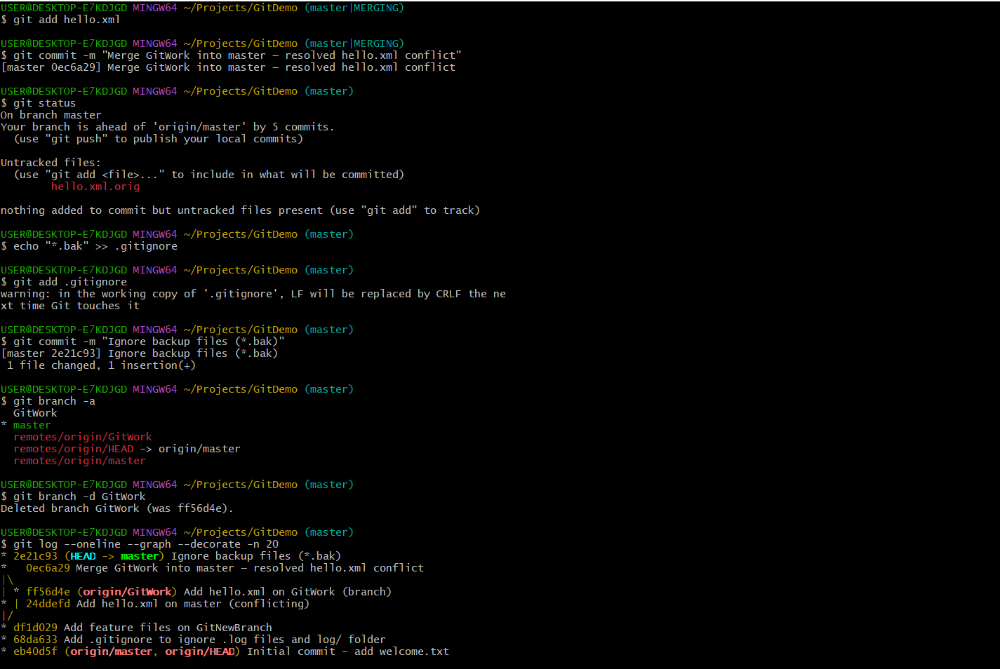 USER@DESKTOP-E7KDJGD MINGW64 ~/Projects/GitDemo (master|MERGING)
$ git add hello.xml
USER@DESKTOP-E7KDJGD MINGW64 ~/Projects/GitDemo (master|MERGING)
$ git commit -m "Merge GitWork into master – resolved hello.xml conflict"
[master 0ec6a29] Merge GitWork into master – resolved hello.xml conflict
USER@DESKTOP-E7KDJGD MINGW64 ~/Projects/GitDemo (master)
$ git status
On branch master
Your branch is ahead of 'origin/master' by 5 commits.
  (use "git push" to publish your local commits)
Untracked files:
  (use "git add <file>..." to include in what will be committed)
        hello.xml.orig
nothing added to commit but untracked files present (use "git add" to track)
USER@DESKTOP-E7KDJGD MINGW64 ~/Projects/GitDemo (master)
$ echo "*.bak" >> .gitignore
USER@DESKTOP-E7KDJGD MINGW64 ~/Projects/GitDemo (master)
$ git add .gitignore
warning: in the working copy of '.gitignore', LF will be replaced by CRLF the ne
xt time Git touches it
USER@DESKTOP-E7KDJGD MINGW64 ~/Projects/GitDemo (master)
$ git commit -m "Ignore backup files (*.bak)"
[master 2e21c93] Ignore backup files (*.bak)
 1 file changed, 1 insertion(+)
USER@DESKTOP-E7KDJGD MINGW64 ~/Projects/GitDemo (master)
$ git branch -a
  GitWork
* master
  remotes/origin/GitWork
  remotes/origin/HEAD -> origin/master
  remotes/origin/master
USER@DESKTOP-E7KDJGD MINGW64 ~/Projects/GitDemo (master)
$ git branch -d GitWork
Deleted branch GitWork (was ff56d4e).
USER@DESKTOP-E7KDJGD MINGW64 ~/Projects/GitDemo (master)
$ git log --oneline --graph --decorate -n 20
* 2e21c93 (HEAD -> master) Ignore backup files (*.bak)
*   0ec6a29 Merge GitWork into master – resolved hello.xml conflict
|\
| * ff56d4e (origin/GitWork) Add hello.xml on GitWork (branch)
* | 24ddefd Add hello.xml on master (conflicting)
|/
* df1d029 Add feature files on GitNewBranch
* 68da633 Add .gitignore to ignore .log files and log/ folder
* eb40d5f (origin/master, origin/HEAD) Initial commit - add welcome.txt